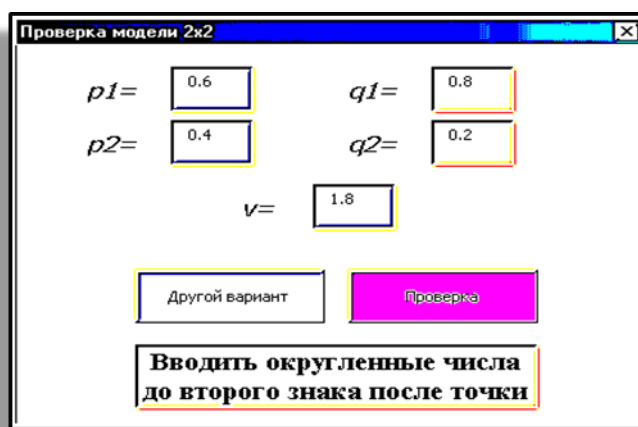 Проверка модели 2x2
p1= 0.6 q1= 0.8
p2= 0.4 q2= 0.2
v= 1.8
Другой вариант Проверка
Вводить округленные числа
до второго знака после точки